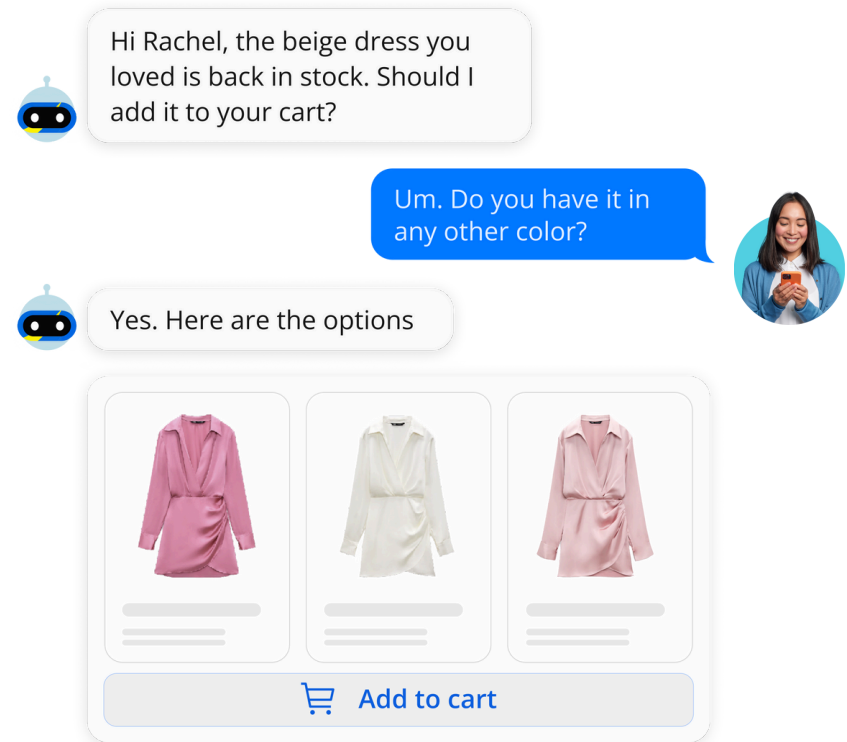 Hi Rachel, the beige dress you
loved is back in stock. Should I
add it to your cart?
Um. Do you have it in
any other color?
Yes. Here are the options
Add to cart